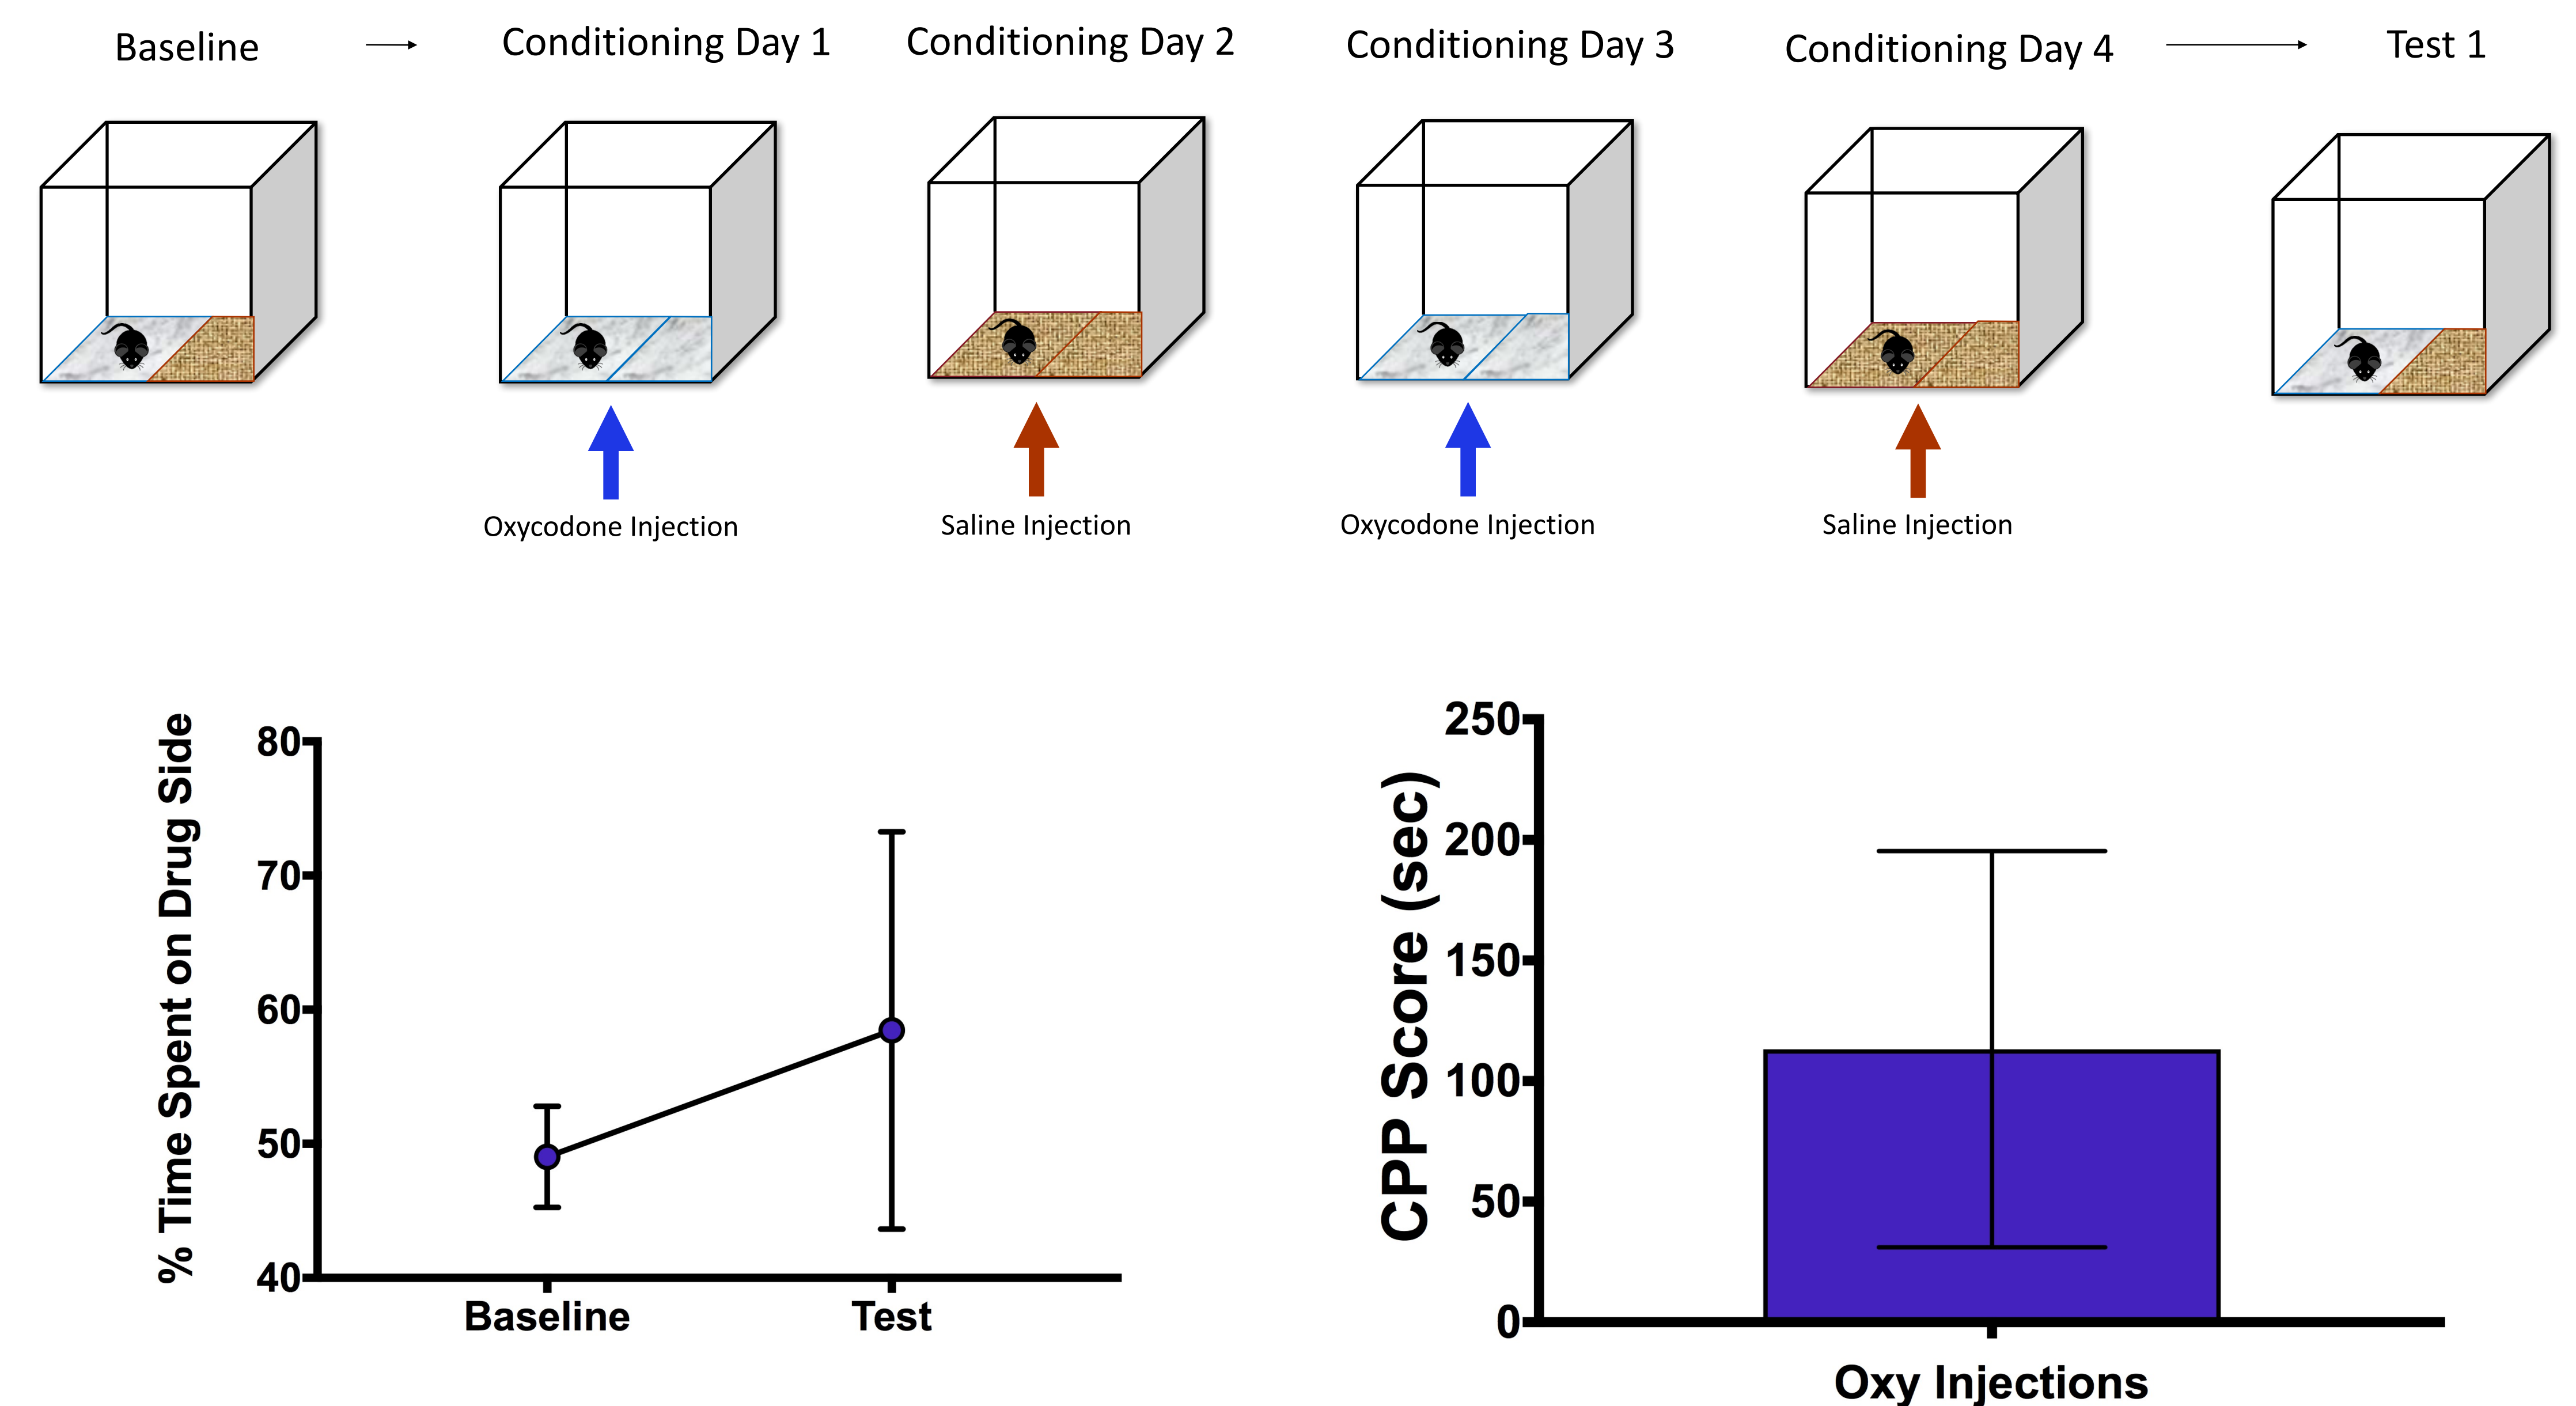 Baseline
Conditioning Day 1
Conditioning Day 2
Conditioning Day 3
Conditioning Day 4
Test 1
Oxycodone Injection
Saline Injection
Oxycodone Injection
Saline Injection
% Time Spent on Drug Side
80
70
60
50
40
Baseline
Test
CPP Score (sec)
250
200
150
100
50
0
Oxy Injections